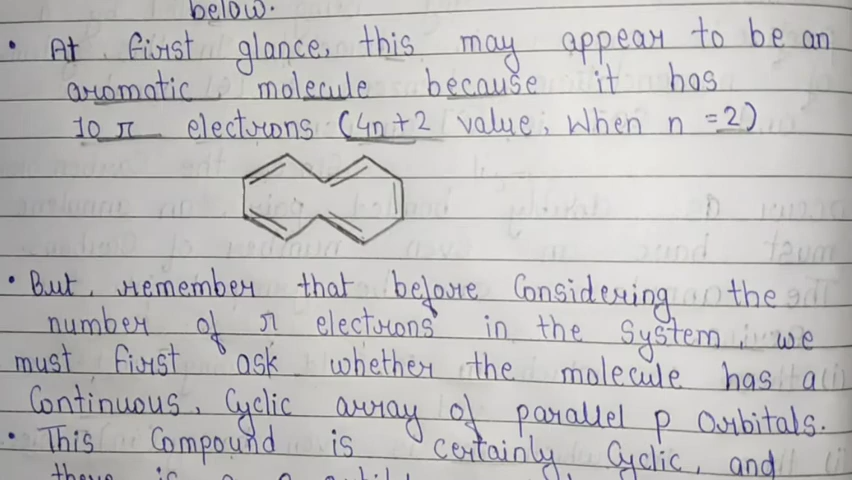 below.
• At first glance, this may appear to be an
aromatic molecule because it has
10 π electrons (4n+2 value, When n = 2)
• But, remember that before Considering the
number of π electrons in the system, we
must first ask whether the molecule has a
Continuous, Cyclic array of parallel p orbitals.
• This Compound is certainly Cyclic, and
there is a